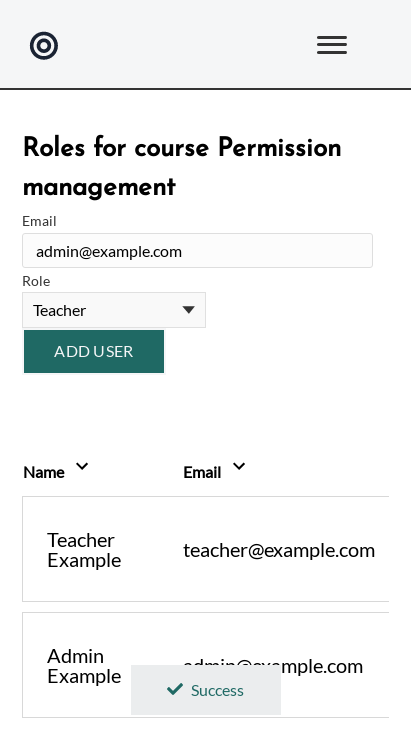 Roles for course Permission
management
Email
admin@example.com
Role
Teacher
ADD USER
Name Email
Teacher
Example
teacher@example.com
Admin
Example
admin@example.com
Success